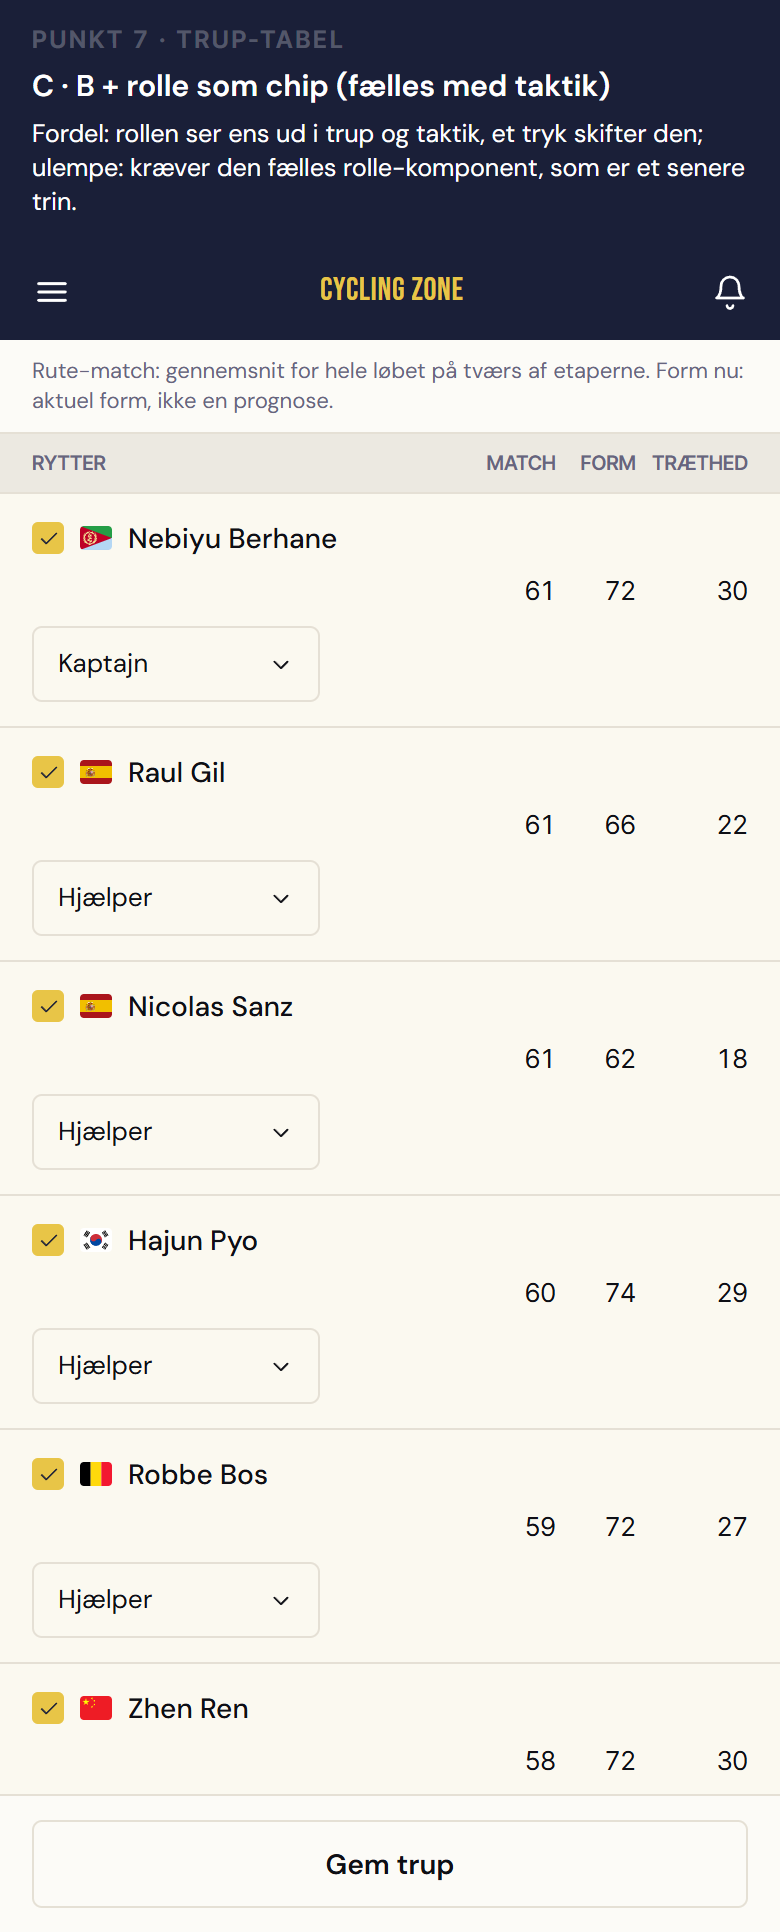 PUNKT 7 · TRUP-TABEL
C · B + rolle som chip (fælles med taktik)
Fordel: rollen ser ens ud i trup og taktik, et tryk skifter den;
ulempe: kræver den fælles rolle-komponent, som er et senere
trin.
CYCLING ZONE
Rute-match: gennemsnit for hele løbet på tværs af etaperne. Form nu:
aktuel form, ikke en prognose.
RYTTER MATCH FORM TRÆTHED
Nebiyu Berhane
61 72 30
Kaptajn
Raul Gil
61 66 22
Hjælper
Nicolas Sanz
61 62 18
Hjælper
Hajun Pyo
60 74 29
Hjælper
Robbe Bos
59 72 27
Hjælper
Zhen Ren
58 72 30
Gem trup